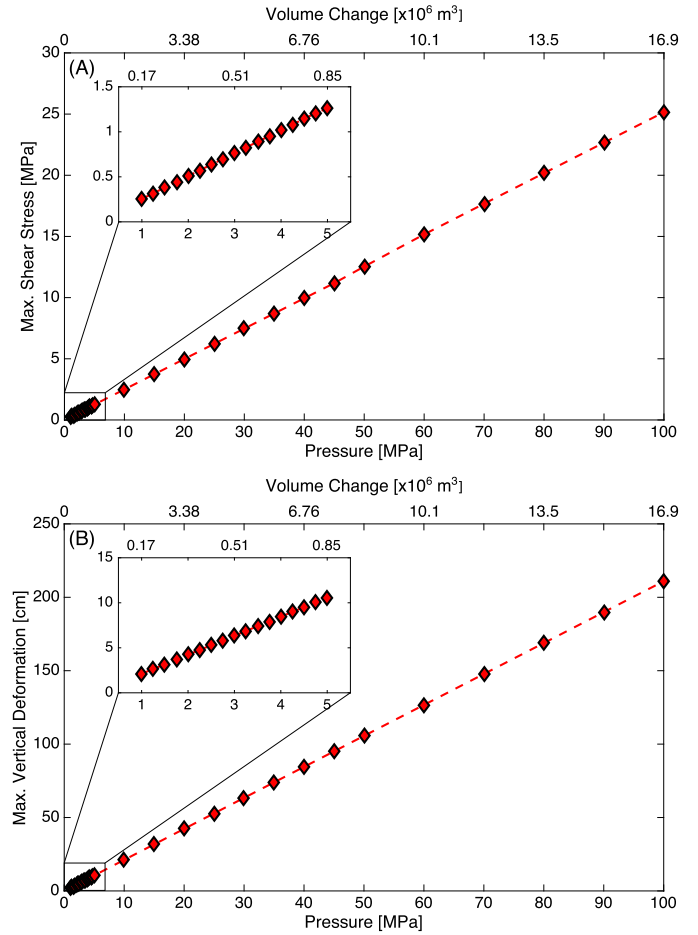 Volume Change [x10⁶ m³]
0 3.38 6.76 10.1 13.5 16.9
(A)
30
25
20
15
10
5
0
Max. Shear Stress [MPa]
0.17 0.51 0.85
1.5
1
0.5
0
1 2 3 4 5
0 10 20 30 40 50 60 70 80 90 100
Pressure [MPa]
Volume Change [x10⁶ m³]
0 3.38 6.76 10.1 13.5 16.9
(B)
250
200
150
100
50
0
Max. Vertical Deformation [cm]
0.17 0.51 0.85
15
10
5
0
1 2 3 4 5
0 10 20 30 40 50 60 70 80 90 100
Pressure [MPa]